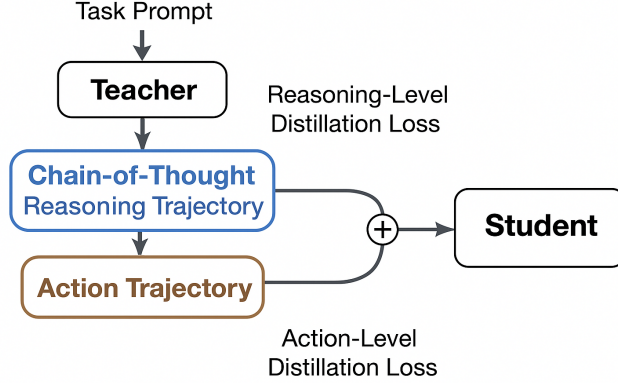 Task Prompt
Teacher
Reasoning-Level
Distillation Loss
Chain-of-Thought
Reasoning Trajectory
+
Student
Action Trajectory
Action-Level
Distillation Loss